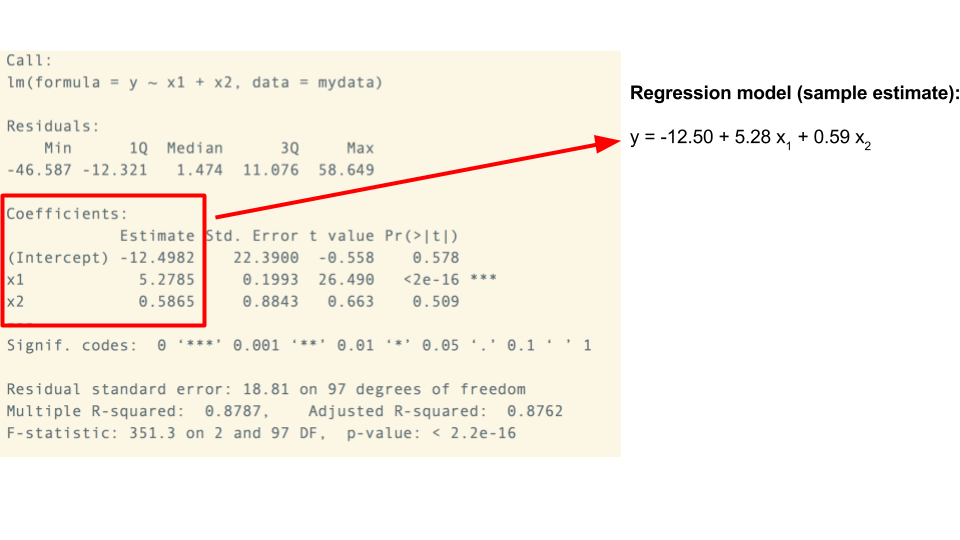 Call:
lm(formula = y ~ x1 + x2, data = mydata)
Residuals:
Min 1Q Median 3Q Max
-46.587 -12.321 1.474 11.076 58.649
Coefficients:
Estimate Std. Error t value Pr(>|t|)
(Intercept) -12.4982 22.3900 -0.558 0.578
x1 5.2785 0.1993 26.490 <2e-16 ***
x2 0.5865 0.8843 0.663 0.509
---
Signif. codes: 0 ‘***’ 0.001 ‘**’ 0.01 ‘*’ 0.05 ‘.’ 0.1 ‘ ’ 1
Residual standard error: 18.81 on 97 degrees of freedom
Multiple R-squared: 0.8787, Adjusted R-squared: 0.8762
F-statistic: 351.3 on 2 and 97 DF, p-value: < 2.2e-16
Regression model (sample estimate):
y = -12.50 + 5.28 x₁ + 0.59 x₂